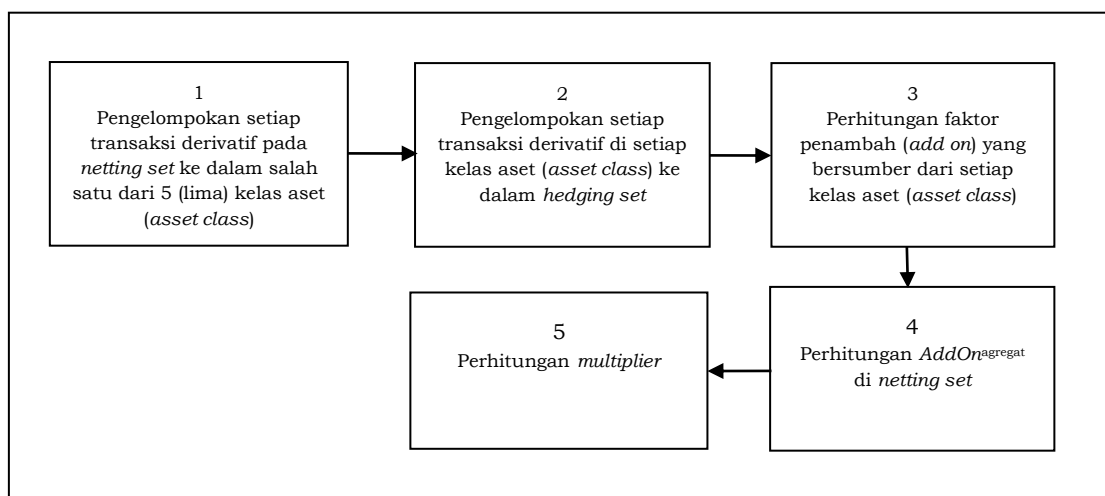 1
Pengelompokan setiap
transaksi derivatif pada
netting set ke dalam salah
satu dari 5 (lima) kelas aset
(asset class)
2
Pengelompokan setiap
transaksi derivatif di setiap
kelas aset (asset class) ke
dalam hedging set
3
Perhitungan faktor
penambah (add on) yang
bersumber dari setiap
kelas aset (asset class)
4
Perhitungan AddOnagregat
di netting set
5
Perhitungan multiplier